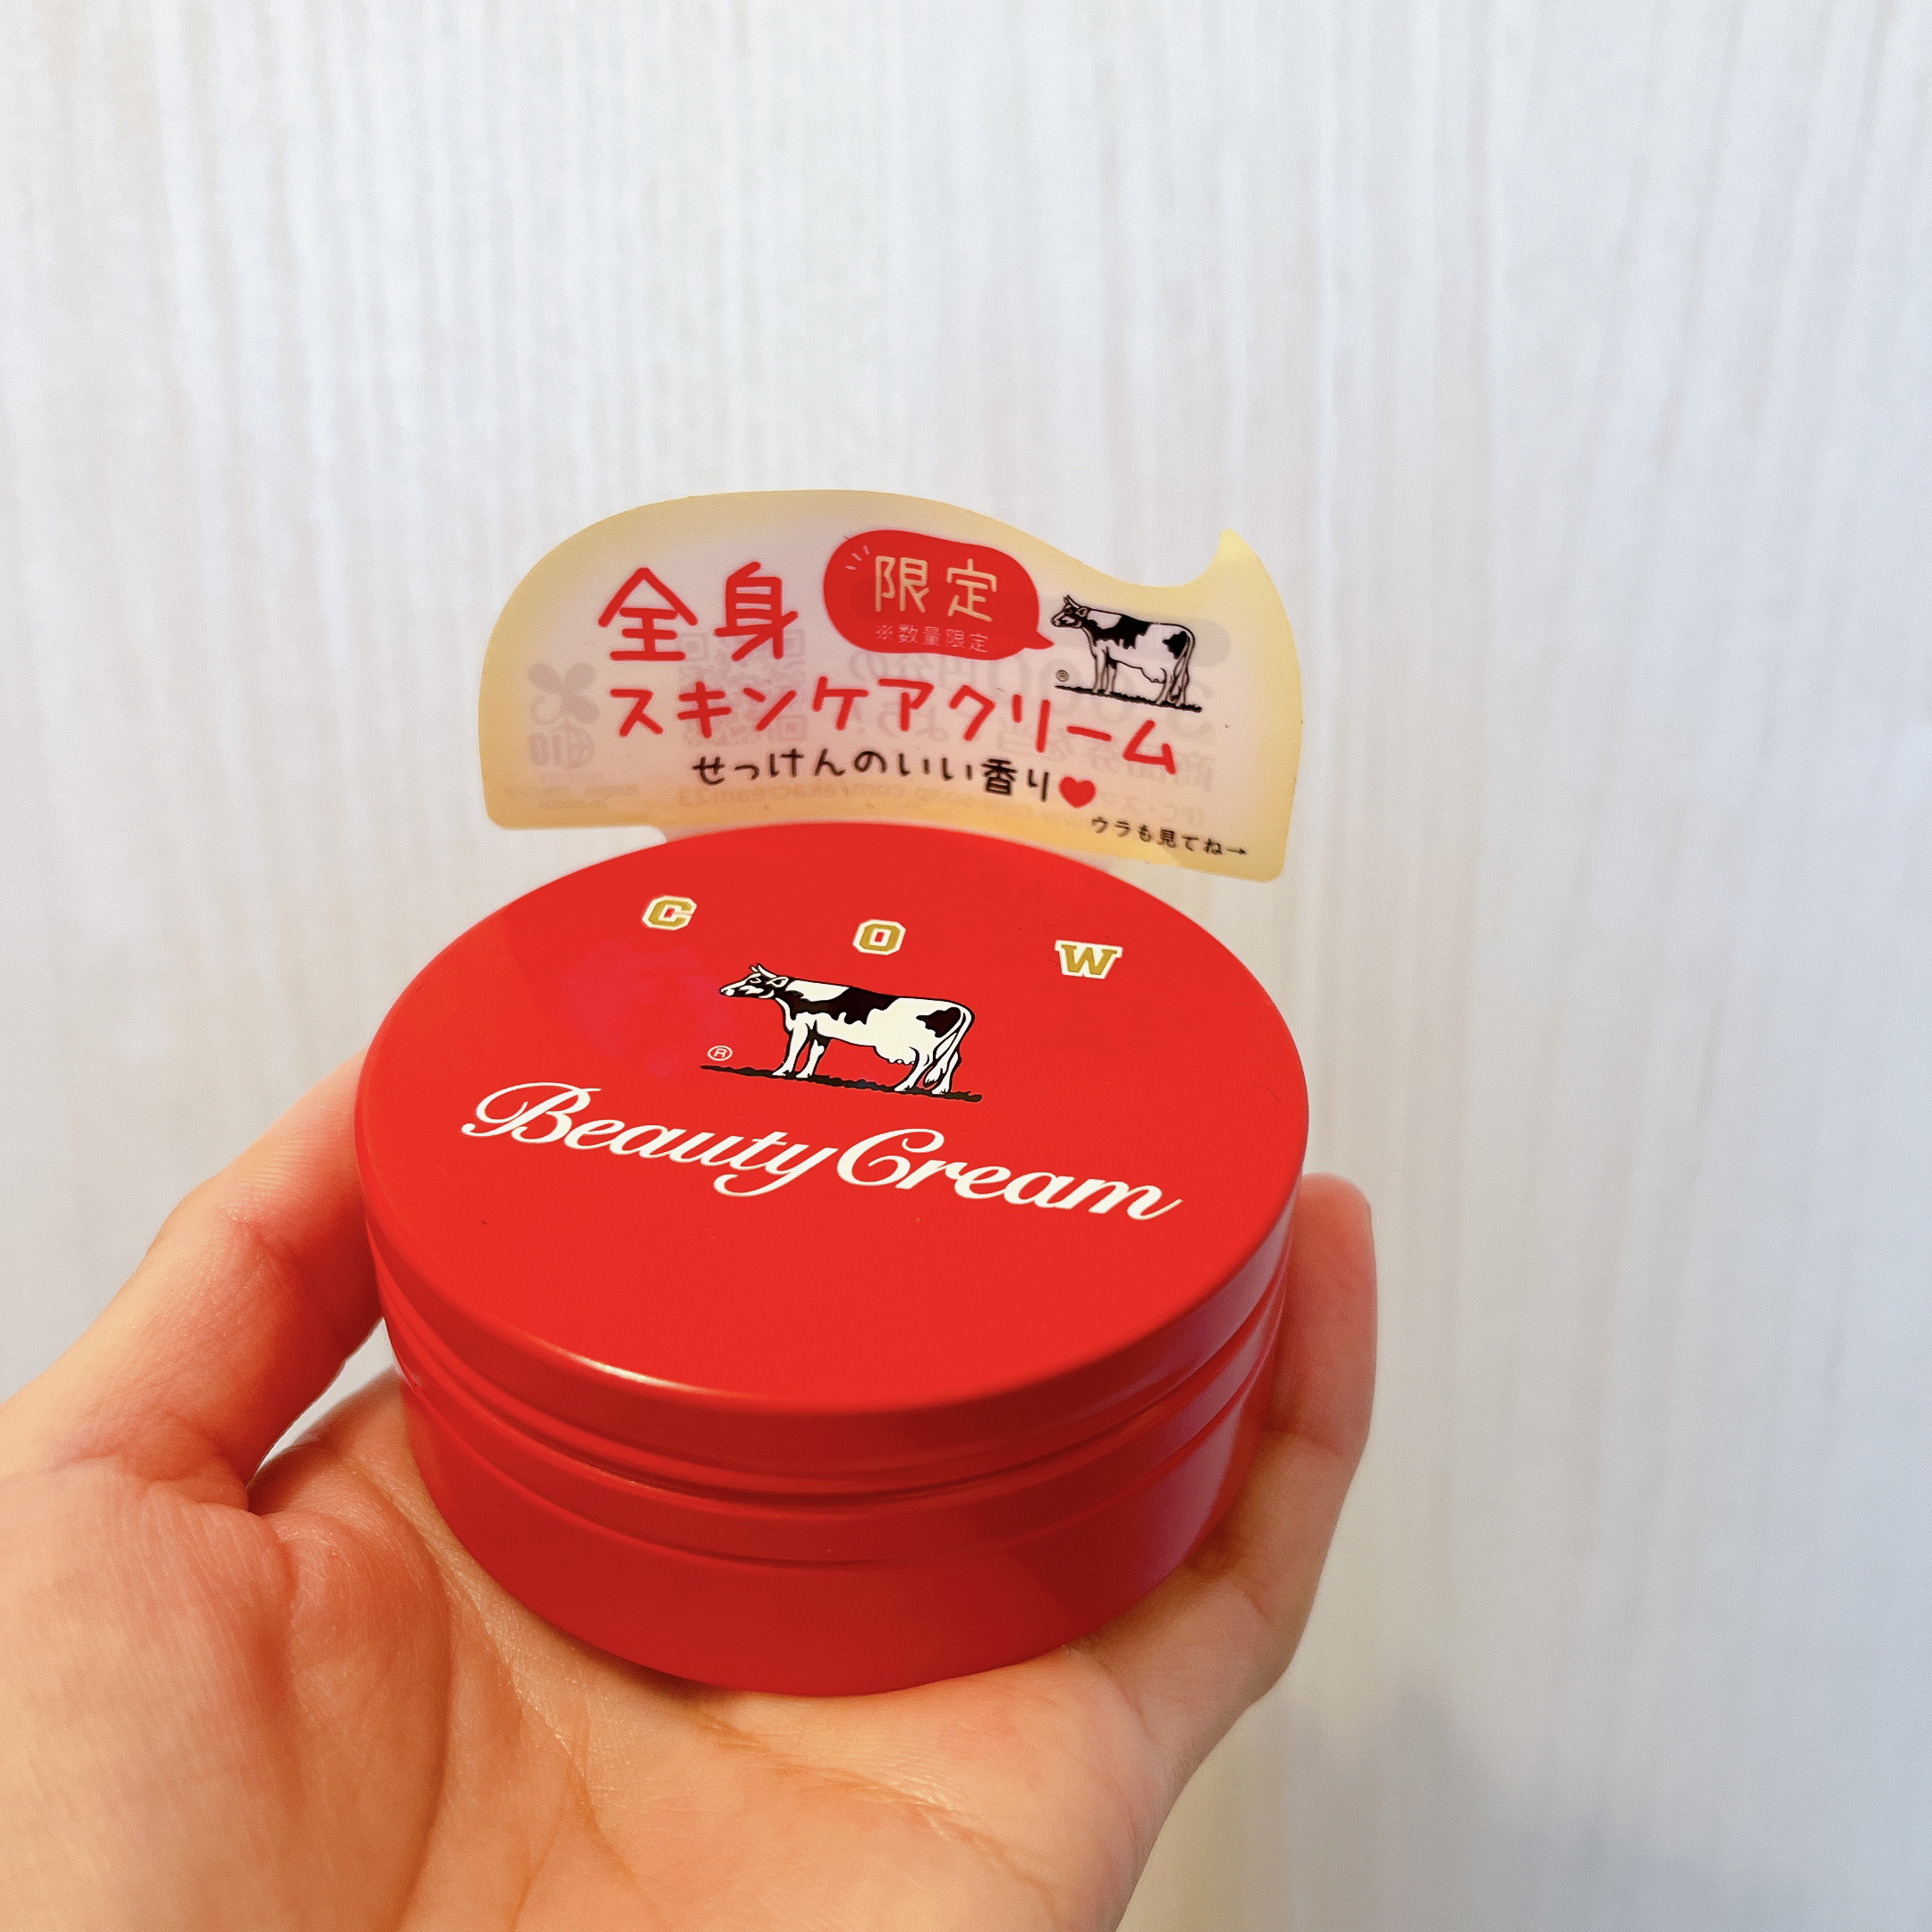 限定
※数量限定
全身
スキンケアクリーム
せっけんのいい香り
ウラも見てね→
®
C O W
®
Beauty Cream